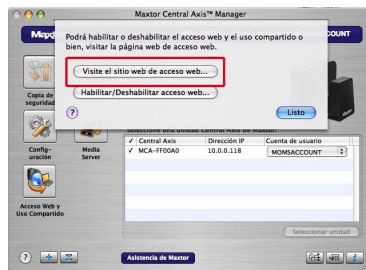 Maxtor Central Axis™ Manager
Podrá habilitar o deshabilitar el acceso web y el uso compartido o
bien, visitar la página web de acceso web.
Visite el sitio web de acceso web...
Habilitar/Deshabilitar acceso web...
?
Listo
Copia de
seguridad
Seleccione una unidad Central Axis de Maxtor:
✓ Central Axis Dirección IP Cuenta de usuario
✓ MCA-FF00A0 10.0.0.118 MOMSACCOUNT
Config-
uración
Media
Server
Acceso Web y
Uso Compartido
Seleccionar unidad
?
Asistencia de Maxtor